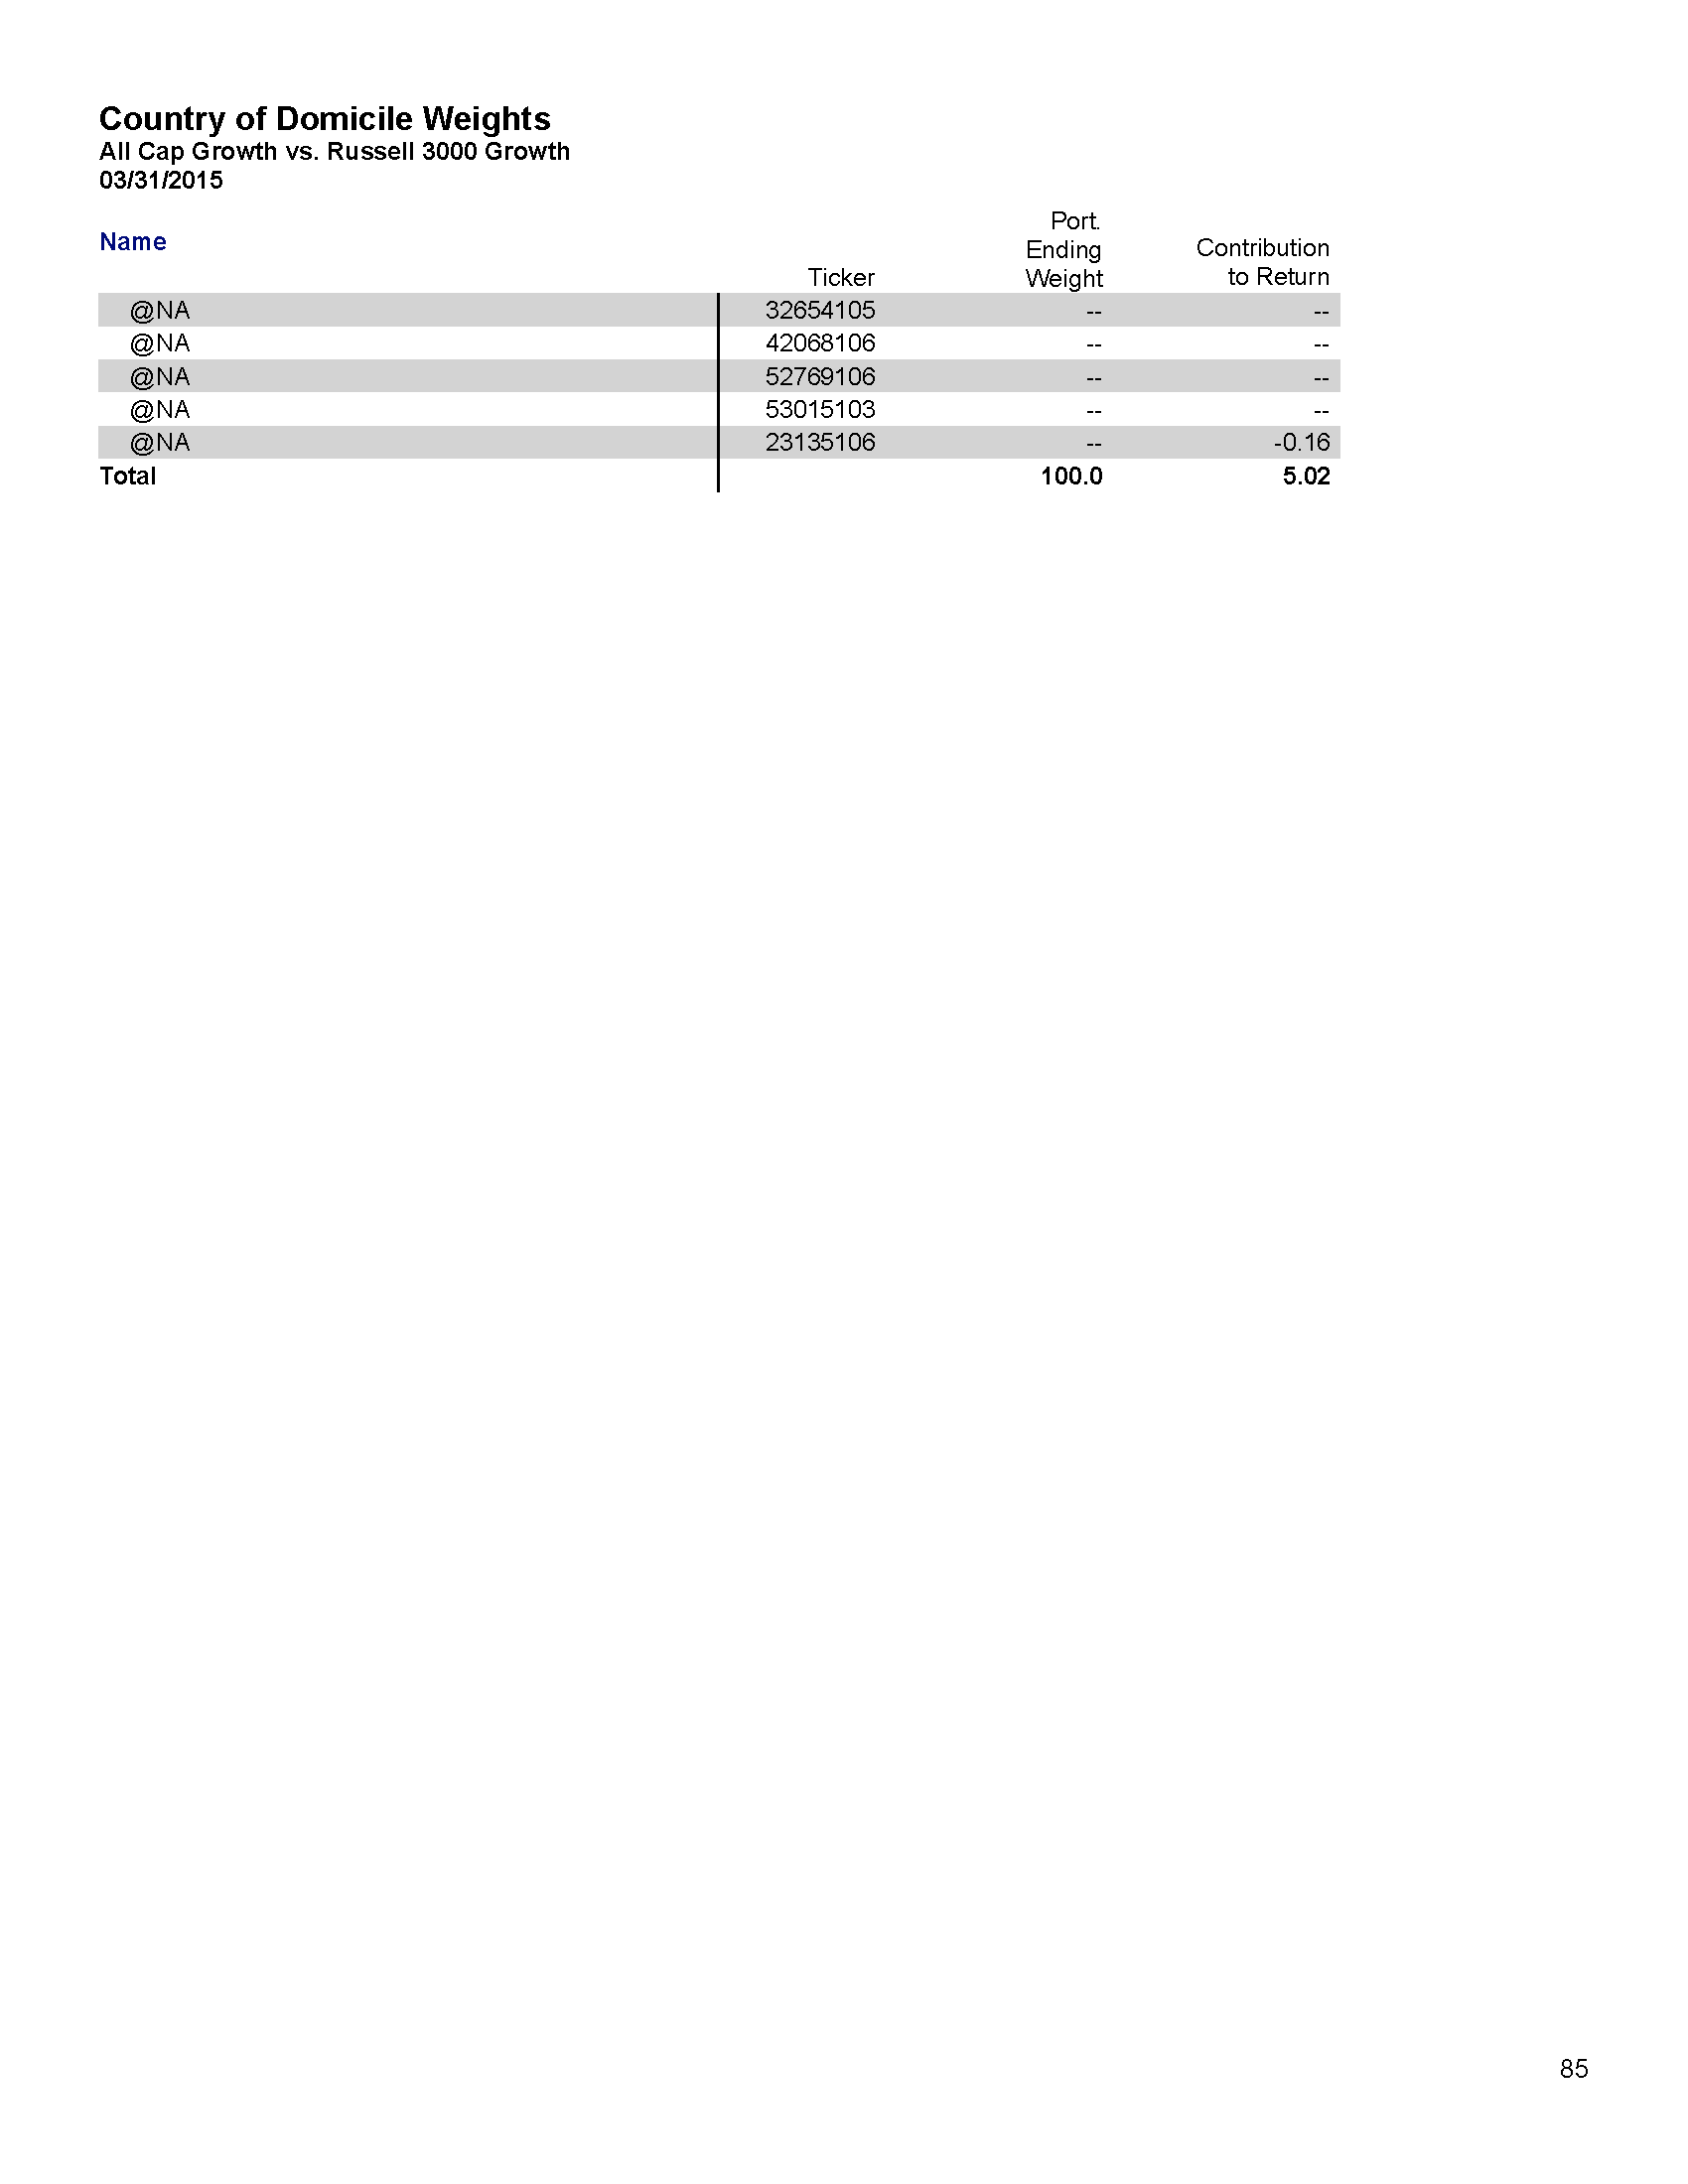 Country of Domicile Weights
All Cap Growth vs. Russell 3000 Growth
03/31/2015
Name Ticker Port. Ending Weight Contribution to Return
@NA 32654105 -- --
@NA 42068106 -- --
@NA 52769106 -- --
@NA 53015103 -- --
@NA 23135106 -- -0.16
Total 100.0 5.02
85